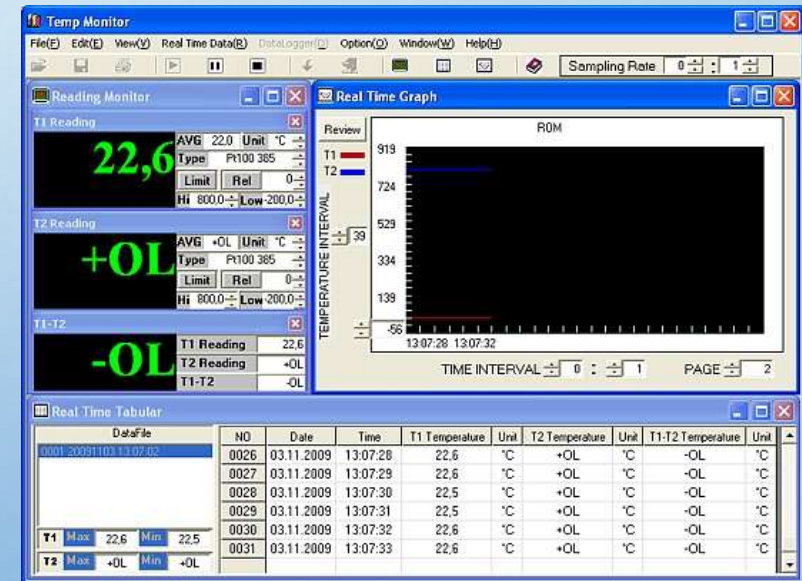 Temp Monitor
File(F) Edit(E) View(V) Real Time Data(R) DataLogger(D) Option(O) Window(W) Help(H)
Sampling Rate 0 : 1
Reading Monitor
T1 Reading
22,6
AVG 22,0 Unit °C
Type Pt100 385
Limit Rel 0
Hi 800,0 Low -200,0
T2 Reading
+OL
AVG +OL Unit °C
Type Pt100 385
Limit Rel 0
Hi 800,0 Low -200,0
T1-T2
-OL
T1 Reading 22,6
T2 Reading +OL
T1-T2 -OL
Real Time Graph
Review
ROM
T1
T2
TEMPERATURE INTERVAL
39
919
724
529
334
139
-56
13:07:28 13:07:32
TIME INTERVAL 0 : 1 PAGE 2
Real Time Tabular
DataFile
0001 20091103 13:07:02
T1 Max 22,6 Min 22,5
T2 Max +OL Min +OL
NO Date Time T1 Temperature Unit T2 Temperature Unit T1-T2 Temperature Unit
0026 03.11.2009 13:07:28 22,6 °C +OL °C -OL °C
0027 03.11.2009 13:07:29 22,6 °C +OL °C -OL °C
0028 03.11.2009 13:07:30 22,5 °C +OL °C -OL °C
0029 03.11.2009 13:07:31 22,5 °C +OL °C -OL °C
0030 03.11.2009 13:07:32 22,6 °C +OL °C -OL °C
0031 03.11.2009 13:07:33 22,6 °C +OL °C -OL °C